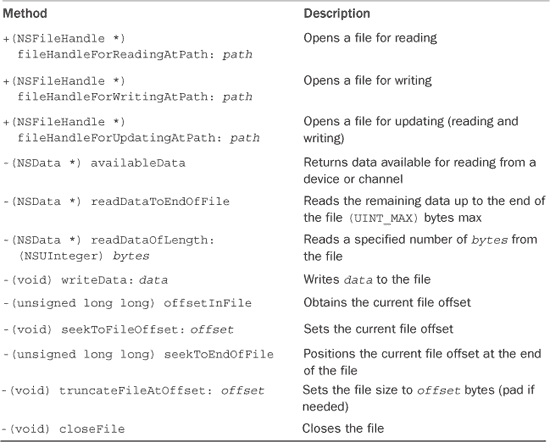 Method Description
+(NSFileHandle *) Opens a file for reading
fileHandleForReadingAtPath: path
+(NSFileHandle *) Opens a file for writing
fileHandleForWritingAtPath: path
+(NSFileHandle *) Opens a file for updating (reading and
fileHandleForUpdatingAtPath: path writing)
-(NSData *) availableData Returns data available for reading from a
device or channel
-(NSData *) readDataToEndOfFile Reads the remaining data up to the end of
the file (UINT_MAX) bytes max
-(NSData *) readDataOfLength: Reads a specified number of bytes from
(NSUInteger) bytes the file
-(void) writeData: data Writes data to the file
-(unsigned long long) offsetInFile Obtains the current file offset
-(void) seekToFileOffset: offset Sets the current file offset
-(unsigned long long) seekToEndOfFile Positions the current file offset at the end
of the file
-(void) truncateFileAtOffset: offset Sets the file size to offset bytes (pad if
needed)
-(void) closeFile Closes the file